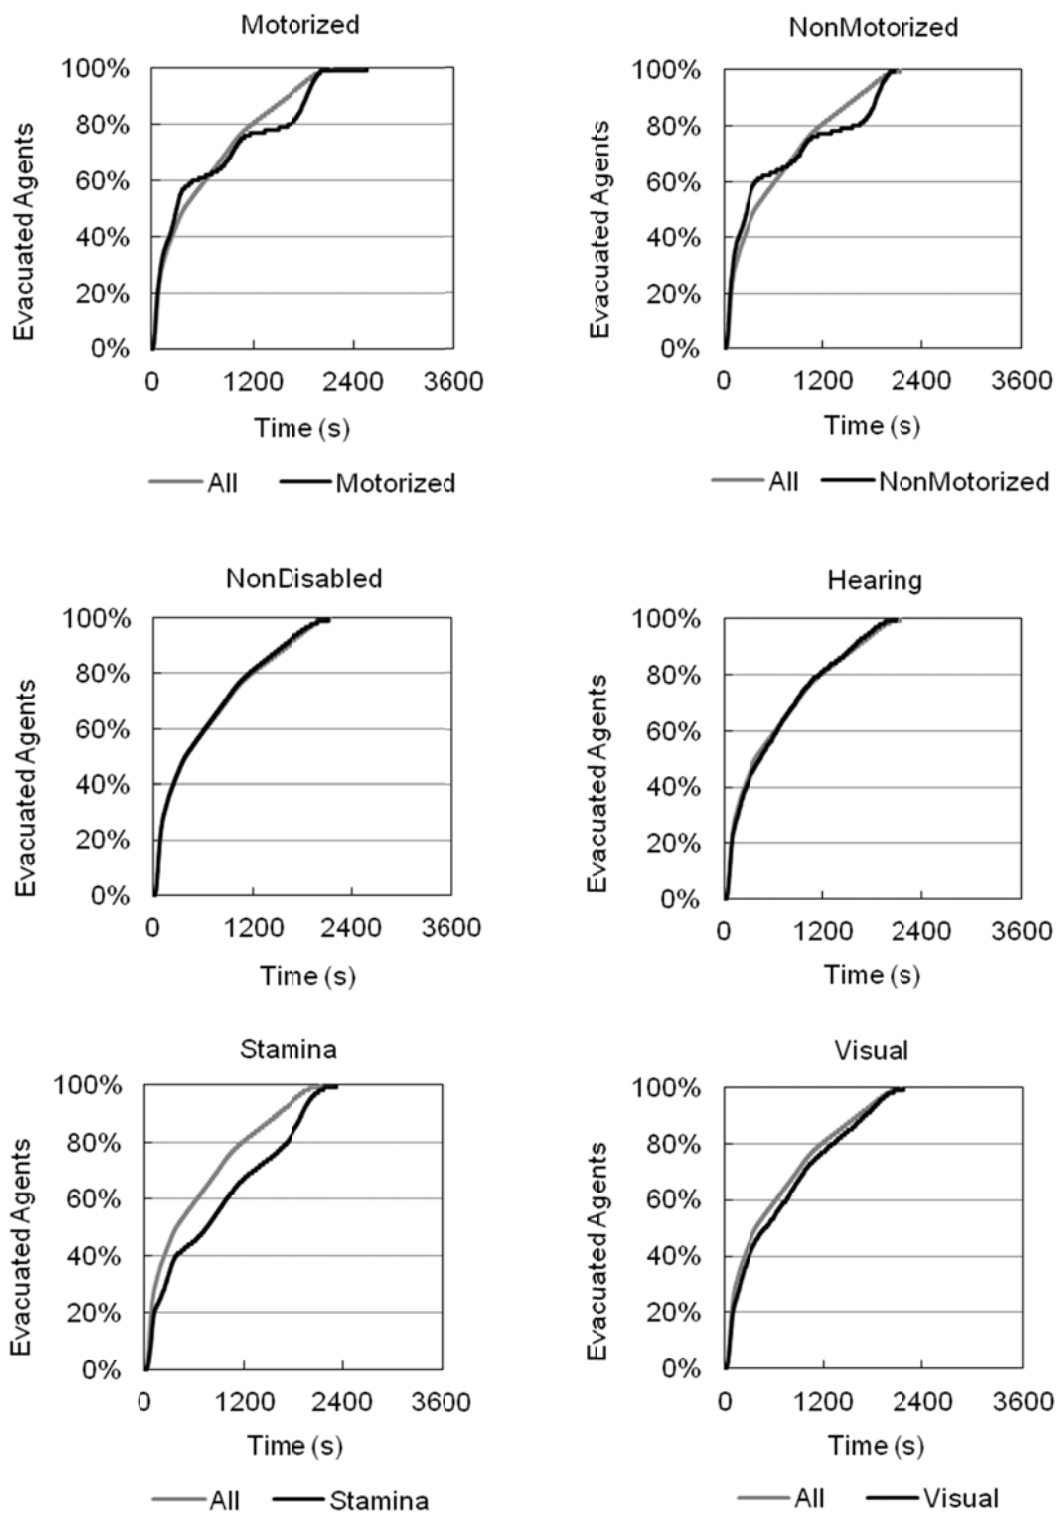 Motorized
100%
80%
60%
40%
20%
0%
Evacuated Agents
0 1200 2400 3600
Time (s)
All Motorized
NonMotorized
100%
80%
60%
40%
20%
0%
Evacuated Agents
0 1200 2400 3600
Time (s)
All NonMotorized
NonDisabled
100%
80%
60%
40%
20%
0%
Evacuated Agents
0 1200 2400 3600
Time (s)
Hearing
100%
80%
60%
40%
20%
0%
Evacuated Agents
0 1200 2400 3600
Time (s)
Stamina
100%
80%
60%
40%
20%
0%
Evacuated Agents
0 1200 2400 3600
Time (s)
All Stamina
Visual
100%
80%
60%
40%
20%
0%
Evacuated Agents
0 1200 2400 3600
Time (s)
All Visual